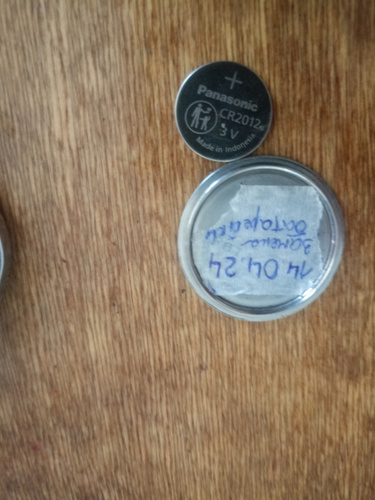 +
Panasonic
CR2012
3V
Made in Indonesia
14.04.24
замена
батарейки